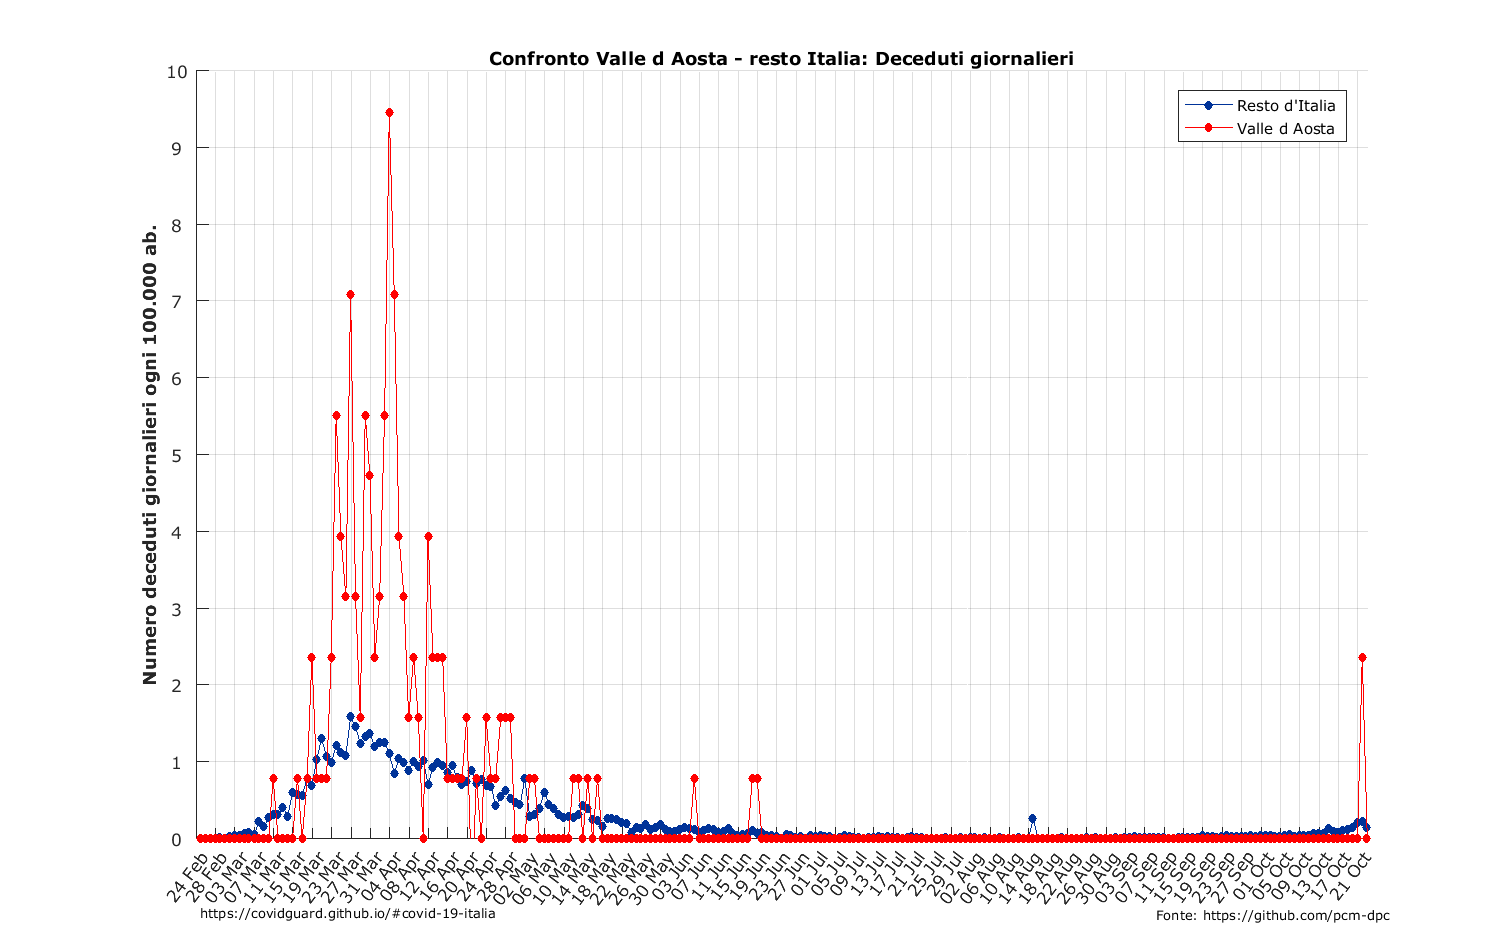 Confronto Valle d Aosta - resto Italia: Deceduti giornalieri
Numero deceduti giornalieri ogni 100.000 ab.
10
9
8
7
6
5
4
3
2
1
0
Resto d'Italia
Valle d Aosta
24 Feb
28 Feb
03 Mar
07 Mar
11 Mar
15 Mar
19 Mar
23 Mar
27 Mar
31 Mar
04 Apr
08 Apr
12 Apr
16 Apr
20 Apr
24 Apr
28 Apr
02 May
06 May
10 May
14 May
18 May
22 May
26 May
30 May
03 Jun
07 Jun
11 Jun
15 Jun
19 Jun
23 Jun
27 Jun
01 Jul
05 Jul
09 Jul
13 Jul
17 Jul
21 Jul
25 Jul
29 Jul
02 Aug
06 Aug
10 Aug
14 Aug
18 Aug
22 Aug
26 Aug
30 Aug
03 Sep
07 Sep
11 Sep
15 Sep
19 Sep
23 Sep
27 Sep
01 Oct
05 Oct
09 Oct
13 Oct
17 Oct
21 Oct
https://covidguard.github.io/#covid-19-italia
Fonte: https://github.com/pcm-dpc